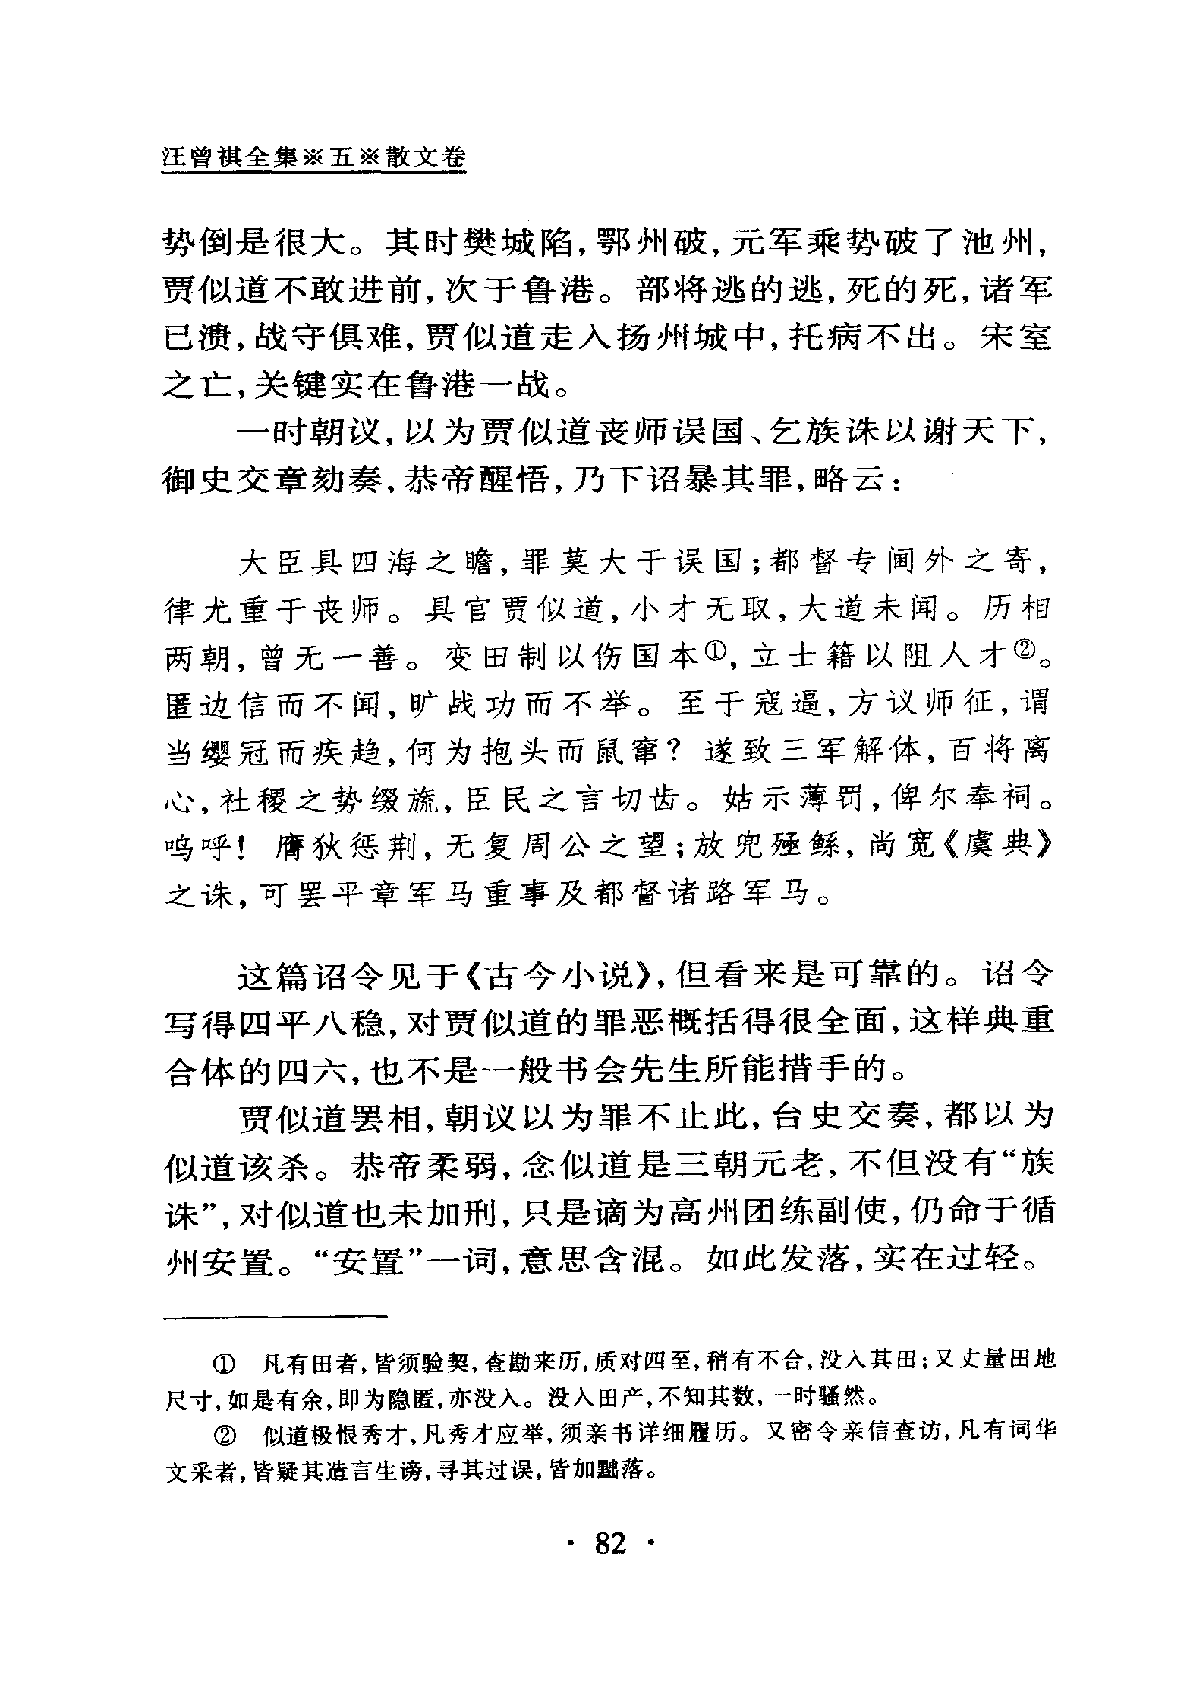 汪曾祺全集※五※散文卷
势倒是很大。其时樊城陷,鄂州破,元军乘势破了池州,
贾似道不敢进前,次于鲁港。部将逃的逃,死的死,诸军
已溃,战守俱难,贾似道走入扬州城中,托病不出。宋室
之亡,关键实在鲁港一战。
一时朝议,以为贾似道丧师误国、乞族诛以谢天下,
御史交章劾奏,恭帝醒悟,乃下诏暴其罪,略云:
大臣具四海之瞻,罪莫大于误国;都督专阃外之寄,
律尤重于丧师。具官贾似道,小才无取,大道未闻。历相
两朝,曾无一善。变田制以伤国本①,立士籍以阻人才②。
匿边信而不闻,旷战功而不举。至于寇逼,方议师征,谓
当缨冠而疾趋,何为抱头而鼠窜?遂致三军解体,百将离
心,社稷之势缀旒,臣民之言切齿。姑示薄罚,俾尔奉祠。
呜呼!膺狄惩荆,无复周公之望;放兜殛鲧,尚宽《虞典》
之诛,可罢平章军马重事及都督诸路军马。
这篇诏令见于《古今小说》,但看来是可靠的。诏令
写得四平八稳,对贾似道的罪恶概括得很全面,这样典重
合体的四六,也不是一般书会先生所能措手的。
贾似道罢相,朝议以为罪不止此,台史交奏,都以为
似道该杀。恭帝柔弱,念似道是三朝元老,不但没有“族
诛”,对似道也未加刑,只是谪为高州团练副使,仍命于循
州安置。“安置”一词,意思含混。如此发落,实在过轻。
① 凡有田者,皆须验契,查勘来历,质对四至,稍有不合,没入其田;又丈量田地
尺寸,如是有余,即为隐匿,亦没入。没入田产,不知其数,一时骚然。
② 似道极恨秀才,凡秀才应举,须亲书详细履历。又密令亲信查访,凡有词华
文采者,皆疑其造言生谤,寻其过误,皆加黜落。
· 82 ·